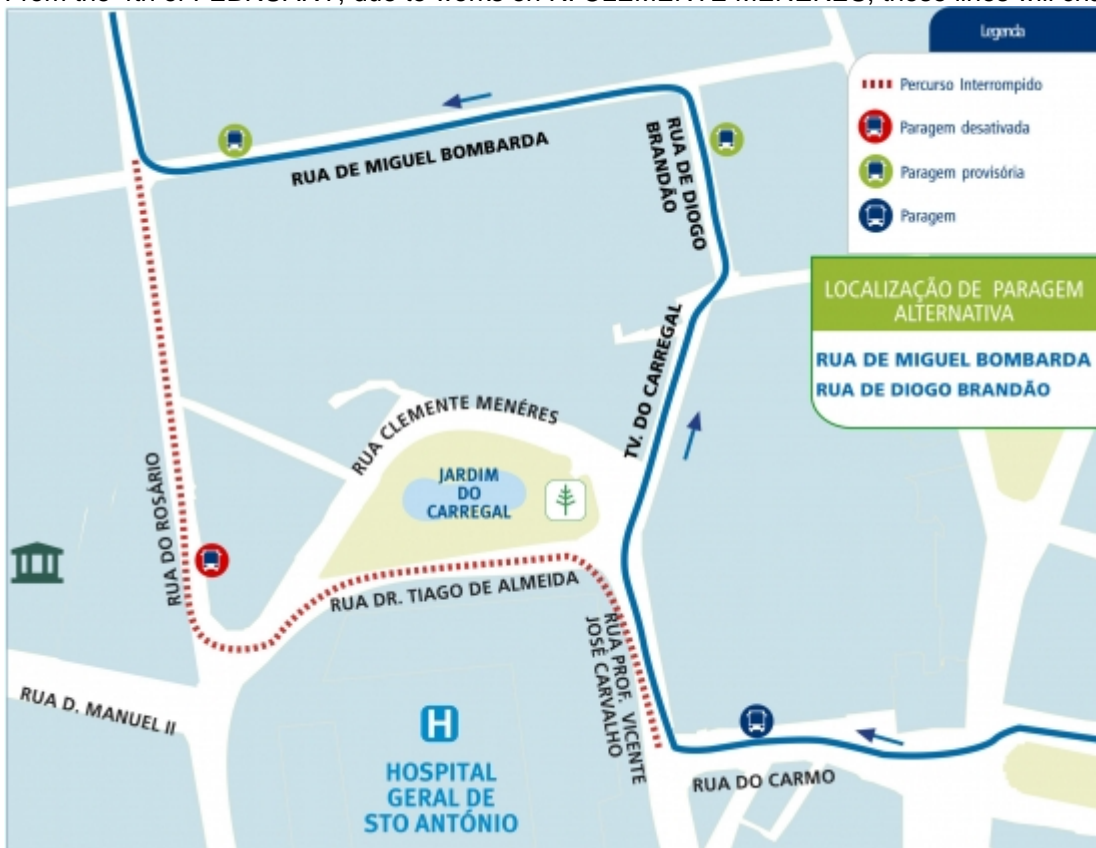 Legenda
Percurso Interrompido
Paragem desativada
Paragem provisória
Paragem
LOCALIZAÇÃO DE PARAGEM
ALTERNATIVA
RUA DE MIGUEL BOMBARDA
RUA DE DIOGO BRANDÃO
RUA DE MIGUEL BOMBARDA
RUA DE DIOGO
BRANDÃO
TV. DO CARREGAL
RUA CLEMENTE MENÉRES
JARDIM
DO
CARREGAL
RUA DO ROSÁRIO
RUA DR. TIAGO DE ALMEIDA
RUA PROF. VICENTE
JOSÉ CARVALHO
RUA D. MANUEL II
H
HOSPITAL
GERAL DE
STO ANTÓNIO
RUA DO CARMO